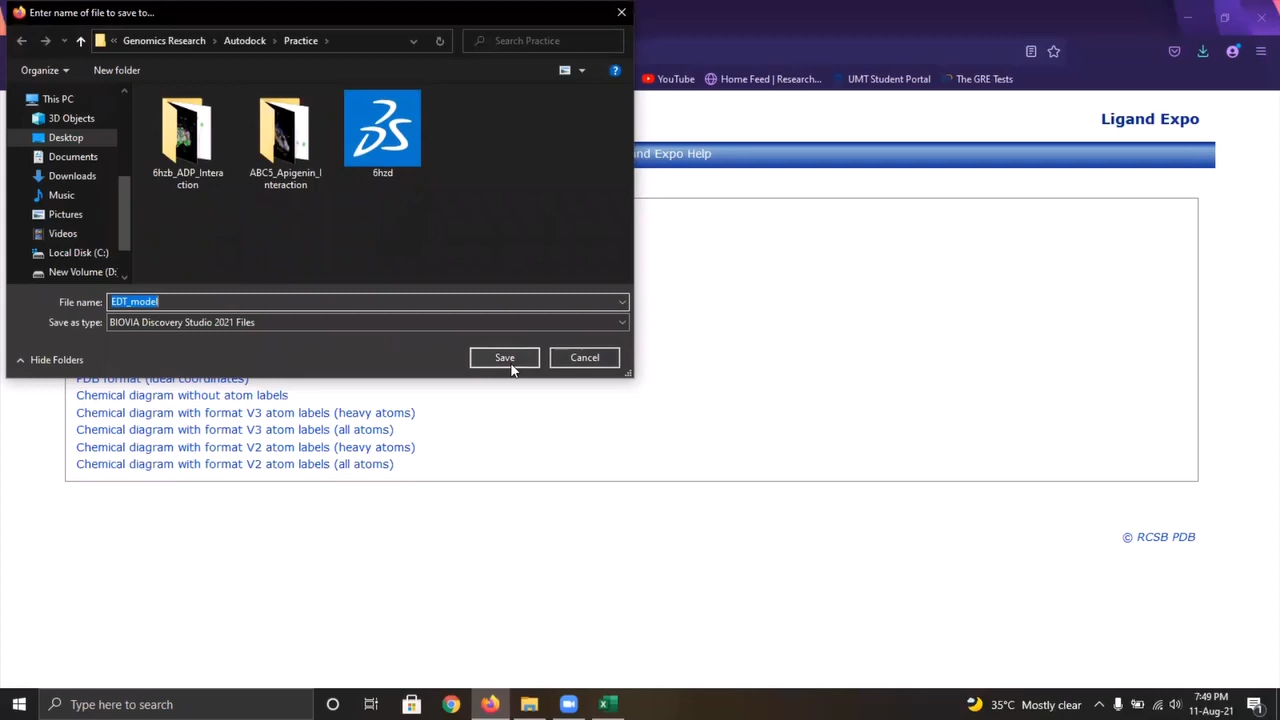 Enter name of file to save to...
« Genomics Research > Autodock > Practice >
Search Practice
Organize
New folder
This PC
3D Objects
Desktop
Documents
Downloads
Music
Pictures
Videos
Local Disk (C:)
New Volume (D:
6hzb_ADP_Intera
ction
ABC5_Apigenin_I
nteraction
6hzd
File name: EDT_model
Save as type: BIOVIA Discovery Studio 2021 Files
Hide Folders
Save
Cancel
YouTube
Home Feed | Research...
UMT Student Portal
The GRE Tests
Ligand Expo
nd Expo Help
PDB format (ideal coordinates)
Chemical diagram without atom labels
Chemical diagram with format V3 atom labels (heavy atoms)
Chemical diagram with format V3 atom labels (all atoms)
Chemical diagram with format V2 atom labels (heavy atoms)
Chemical diagram with format V2 atom labels (all atoms)
© RCSB PDB
Type here to search
35°C Mostly clear
7:49 PM
11-Aug-21